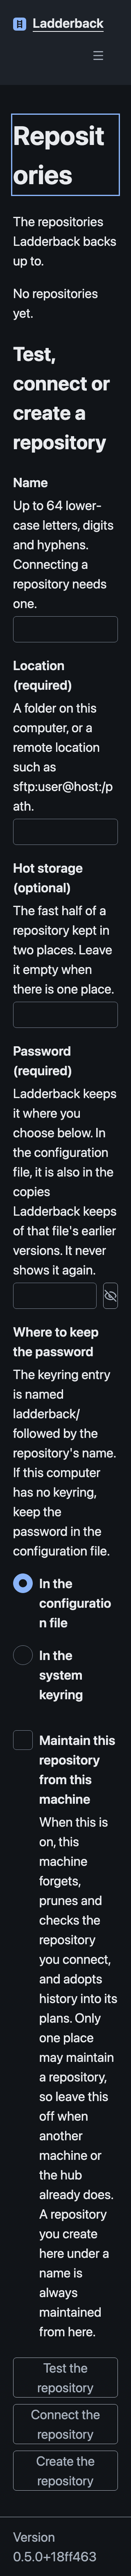 Ladderback
Reposit
ories
The repositories
Ladderback backs
up to.
No repositories
yet.
Test,
connect or
create a
repository
Name
Up to 64 lower-
case letters, digits
and hyphens.
Connecting a
repository needs
one.
Location
(required)
A folder on this
computer, or a
remote location
such as
sftp:user@host:/p
ath.
Hot storage
(optional)
The fast half of a
repository kept in
two places. Leave
it empty when
there is one place.
Password
(required)
Ladderback keeps
it where you
choose below. In
the configuration
file, it is also in the
copies
Ladderback keeps
of that file's earlier
versions. It never
shows it again.
Where to keep
the password
The keyring entry
is named
ladderback/
followed by the
repository's name.
If this computer
has no keyring,
keep the
password in the
configuration file.
In the
configuratio
n file
In the
system
keyring
Maintain this
repository
from this
machine
When this is
on, this
machine
forgets,
prunes and
checks the
repository
you connect,
and adopts
history into its
plans. Only
one place
may maintain
a repository,
so leave this
off when
another
machine or
the hub
already does.
A repository
you create
here under a
name is
always
maintained
from here.
Test the
repository
Connect the
repository
Create the
repository
Version
0.5.0+18ff463